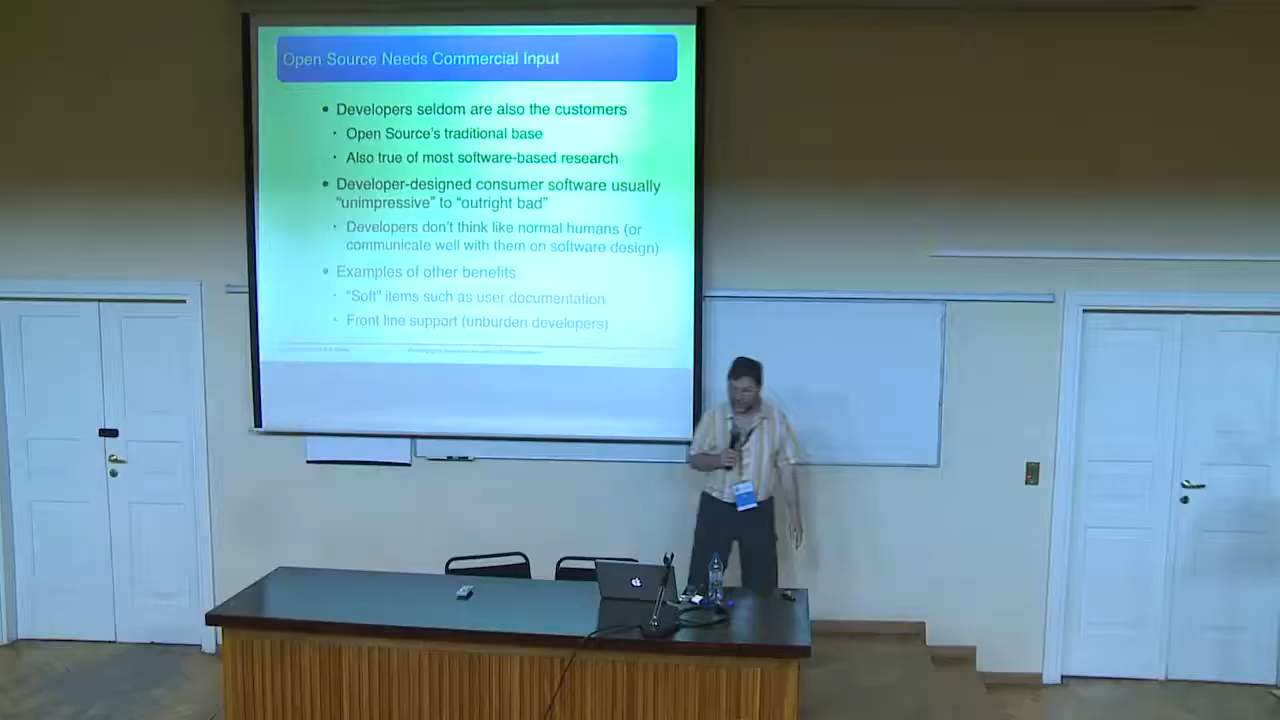 Open Source Needs Commercial Input
• Developers seldom are also the customers
· Open Source's traditional base
· Also true of most software-based research
• Developer-designed consumer software usually
“unimpressive” to “outright bad”
· Developers don't think like normal humans (or
communicate well with them on software design)
• Examples of other benefits
· “Soft” items such as user documentation
· Front line support (unburden developers)